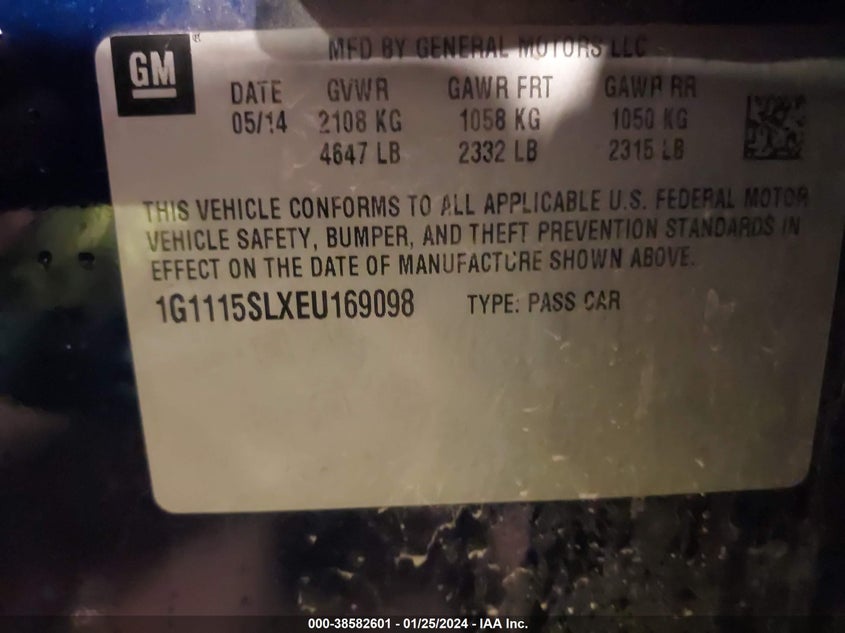 GM
MFD BY GENERAL MOTORS LLC
DATE GVWR GAWR FRT GAWR RR
05/14 2108 KG 1058 KG 1050 KG
4647 LB 2332 LB 2315 LB
THIS VEHICLE CONFORMS TO ALL APPLICABLE U.S. FEDERAL MOTOR
VEHICLE SAFETY, BUMPER, AND THEFT PREVENTION STANDARDS IN
EFFECT ON THE DATE OF MANUFACTURE SHOWN ABOVE.
1G1115SLXEU169098 TYPE: PASS CAR
000-38582601 - 01/25/2024 - IAA Inc.